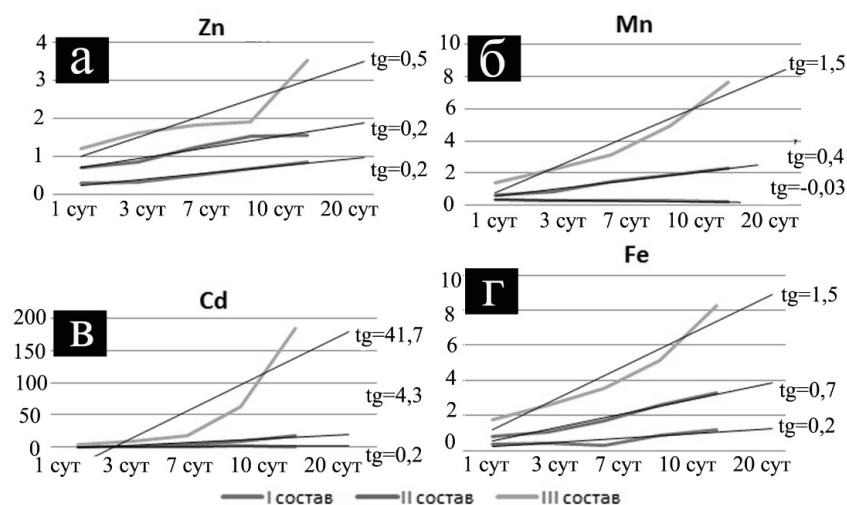 Zn
а
4
3
2
1
0
tg=0,5
tg=0,2
tg=0,2
1 сут 3 сут 7 сут 10 сут 20 сут
Mn
б
10
8
6
4
2
0
tg=1,5
tg=0,4
tg=-0,03
1 сут 3 сут 7 сут 10 сут 20 сут
Cd
в
200
150
100
50
0
tg=41,7
tg=4,3
tg=0,2
1 сут 3 сут 7 сут 10 сут 20 сут
Fe
г
10
8
6
4
2
0
tg=1,5
tg=0,7
tg=0,2
1 сут 3 сут 7 сут 10 сут 20 сут
I состав II состав III состав